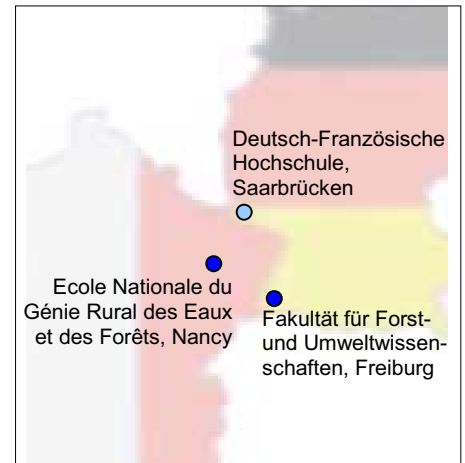 Deutsch-Französische
Hochschule,
Saarbrücken
Ecole Nationale du
Génie Rural des Eaux
et des Forêts, Nancy
Fakultät für Forst-
und Umweltwissen-
schaften, Freiburg